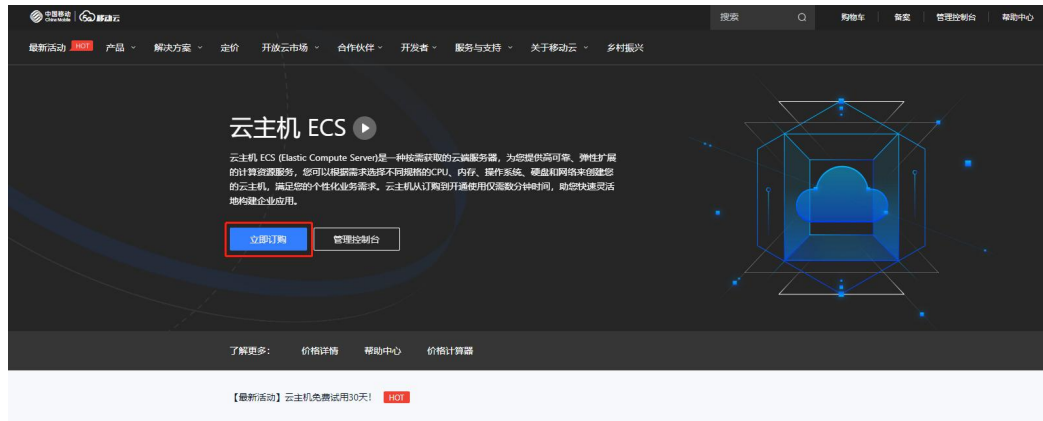 中国移动 China Mobile 5G 移动云
搜索 购物车 备案 管理控制台 帮助中心
最新活动 HOT 产品 解决方案 定价 开放云市场 合作伙伴 开发者 服务与支持 关于移动云 乡村振兴
云主机 ECS
云主机 ECS (Elastic Compute Server)是一种按需获取的云端服务器，为您提供高可靠、弹性扩展
的计算资源服务，您可以根据需求选择不同规格的CPU、内存、操作系统、硬盘和网络来创建您
的云主机，满足您的个性化业务需求。云主机从订购到开通使用仅需数分钟时间，助您快速灵活
地构建企业应用。
立即订购 管理控制台
了解更多： 价格详情 帮助中心 价格计算器
【最新活动】云主机免费试用30天！ HOT